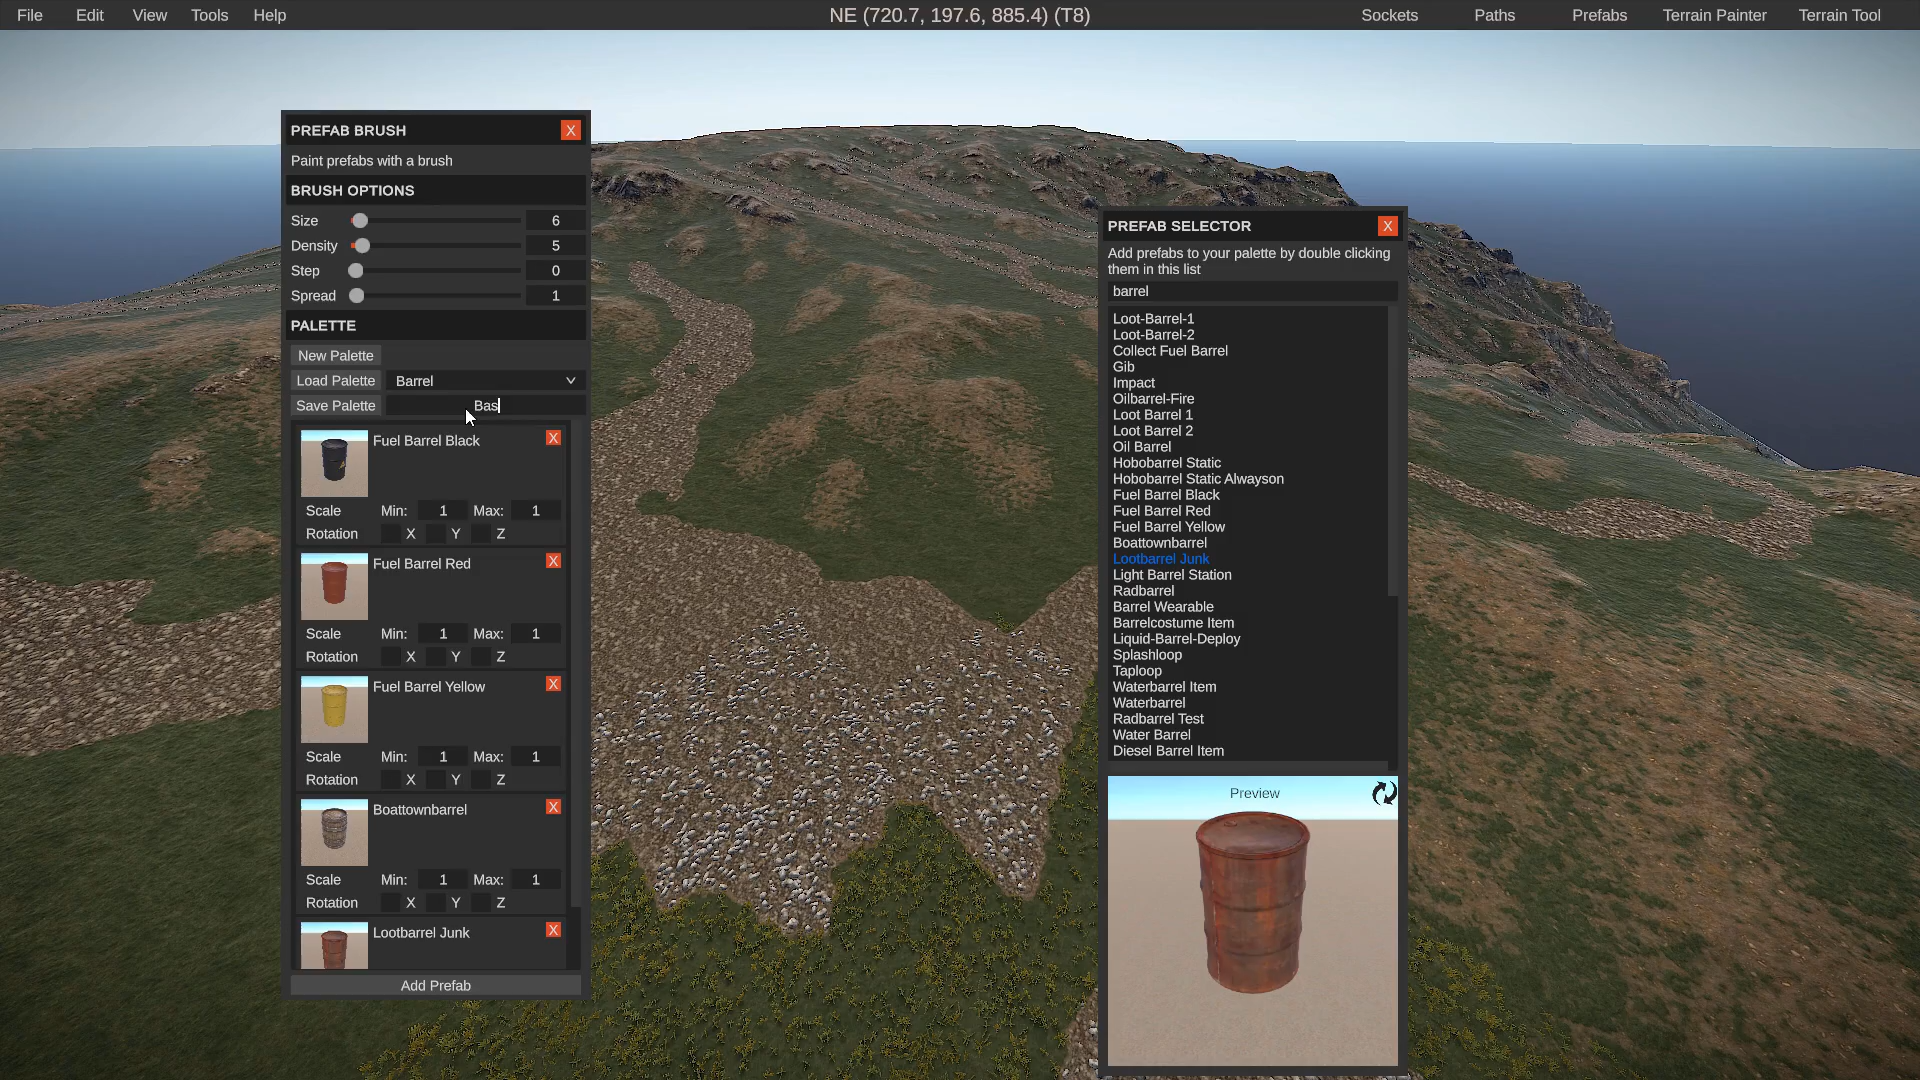 File Edit View Tools Help NE (720.7, 197.6, 885.4) (T8) Sockets Paths Prefabs Terrain Painter Terrain Tool
PREFAB BRUSH X
Paint prefabs with a brush
BRUSH OPTIONS
Size 6
Density 5
Step 0
Spread 1
PALETTE
New Palette
Load Palette Barrel
Save Palette Bas
Fuel Barrel Black X
Scale Min: 1 Max: 1
Rotation X Y Z
Fuel Barrel Red X
Scale Min: 1 Max: 1
Rotation X Y Z
Fuel Barrel Yellow X
Scale Min: 1 Max: 1
Rotation X Y Z
Boattownbarrel X
Scale Min: 1 Max: 1
Rotation X Y Z
Lootbarrel Junk X
Add Prefab
PREFAB SELECTOR X
Add prefabs to your palette by double clicking
them in this list
barrel
Loot-Barrel-1
Loot-Barrel-2
Collect Fuel Barrel
Gib
Impact
Oilbarrel-Fire
Loot Barrel 1
Loot Barrel 2
Oil Barrel
Hobobarrel Static
Hobobarrel Static Alwayson
Fuel Barrel Black
Fuel Barrel Red
Fuel Barrel Yellow
Boattownbarrel
Lootbarrel Junk
Light Barrel Station
Radbarrel
Barrel Wearable
Barrelcostume Item
Liquid-Barrel-Deploy
Splashloop
Taploop
Waterbarrel Item
Waterbarrel
Radbarrel Test
Water Barrel
Diesel Barrel Item
Preview